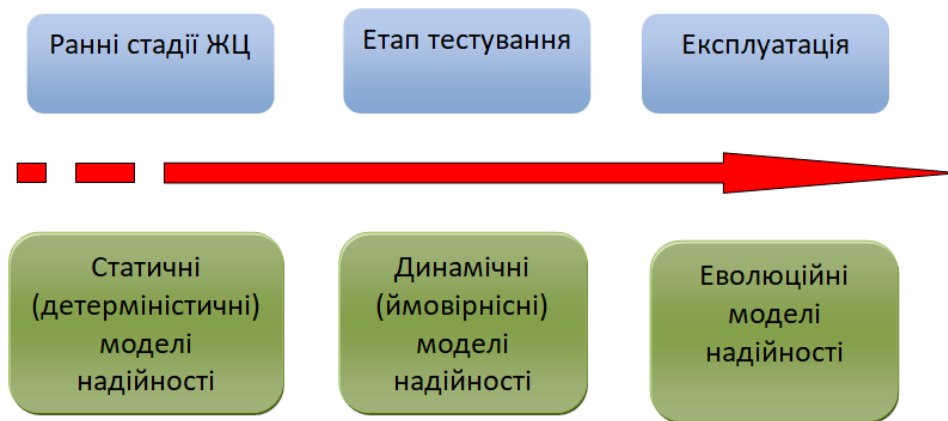 Ранні стадії ЖЦ
Етап тестування
Експлуатація
Статичні
(детерміністичні)
моделі
надійності
Динамічні
(ймовірнісні)
моделі
надійності
Еволюційні
моделі
надійності